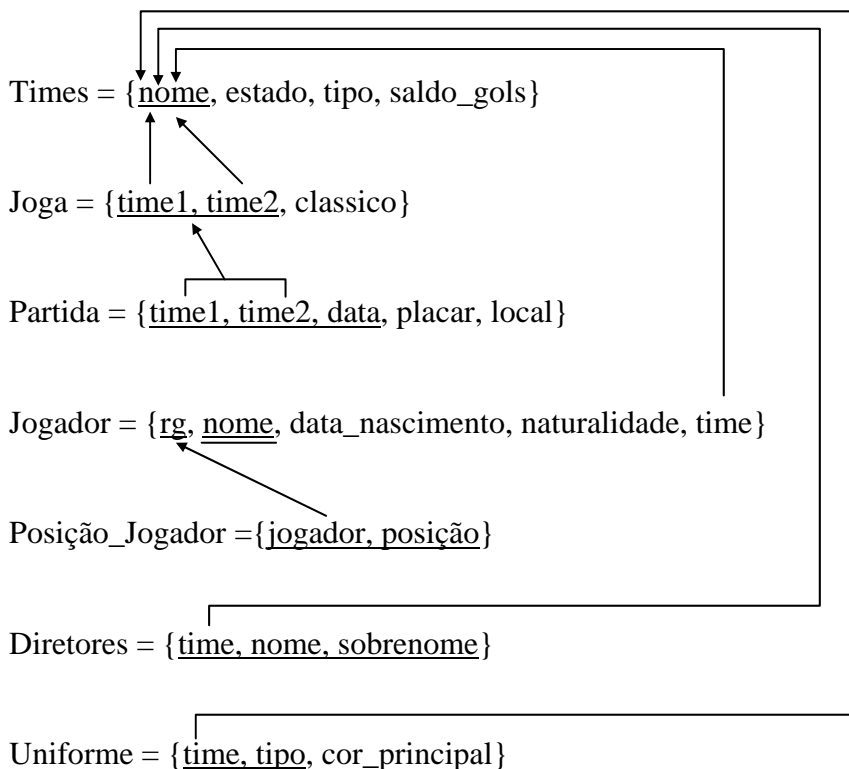 Times = {nome, estado, tipo, saldo_gols}
Joga = {time1, time2, classico}
Partida = {time1, time2, data, placar, local}
Jogador = {rg, nome, data_nascimento, naturalidade, time}
Posição_Jogador ={jogador, posição}
Diretores = {time, nome, sobrenome}
Uniforme = {time, tipo, cor_principal}